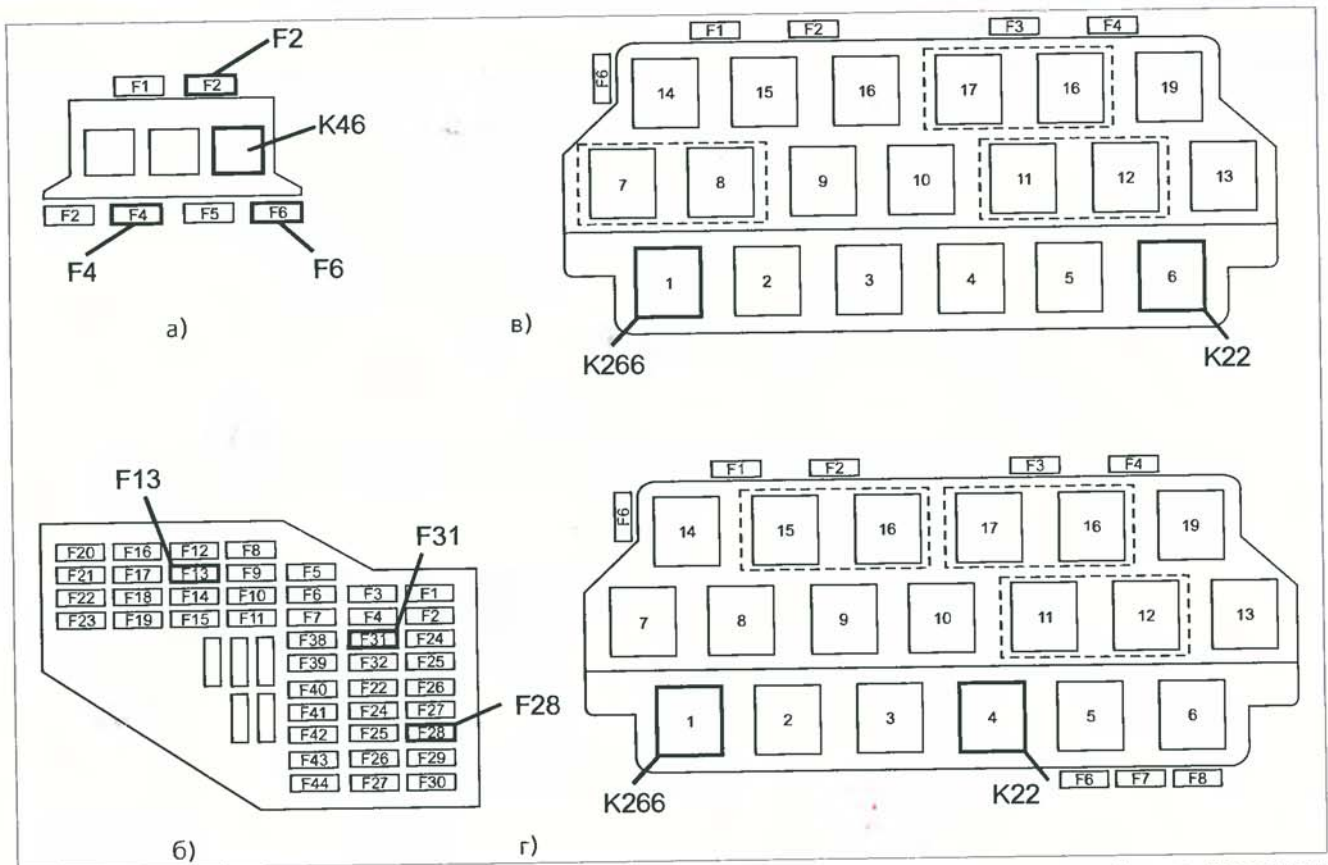 F2
F1 F2
K46
F2 F4 F5 F6
F4 F6
а)
F1 F2 F3 F4
F6
14 15 16 17 16 19
7 8 9 10 11 12 13
1 2 3 4 5 6
K266 K22
в)
F13
F31
F20 F16 F12 F8
F21 F17 F13 F9 F5
F22 F18 F14 F10 F6 F3 F1
F23 F19 F15 F11 F7 F4 F2
F38 F31 F24
F39 F32 F25
F40 F22 F26
F41 F24 F27
F28
F42 F25 F28
F43 F26 F29
F44 F27 F30
б)
F1 F2 F3 F4
F6
14 15 16 17 16 19
7 8 9 10 11 12 13
1 2 3 4 5 6
F6 F7 F8
K266 K22
г)